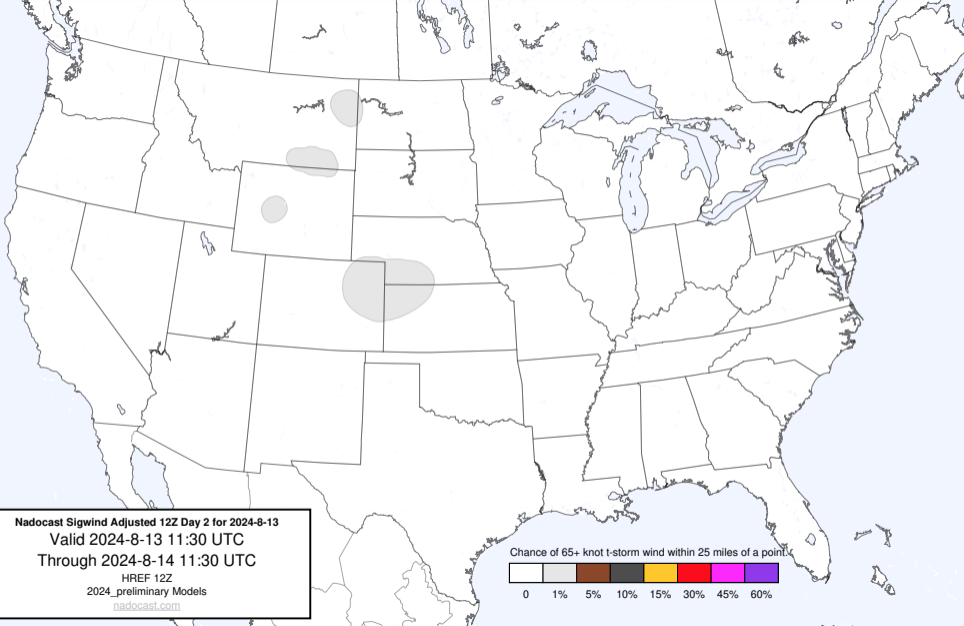 Nadocast Sigwind Adjusted 12Z Day 2 for 2024-8-13
Valid 2024-8-13 11:30 UTC
Through 2024-8-14 11:30 UTC
HREF 12Z
2024_preliminary Models
nadocast.com
Chance of 65+ knot t-storm wind within 25 miles of a point.
0 1% 5% 10% 15% 30% 45% 60%